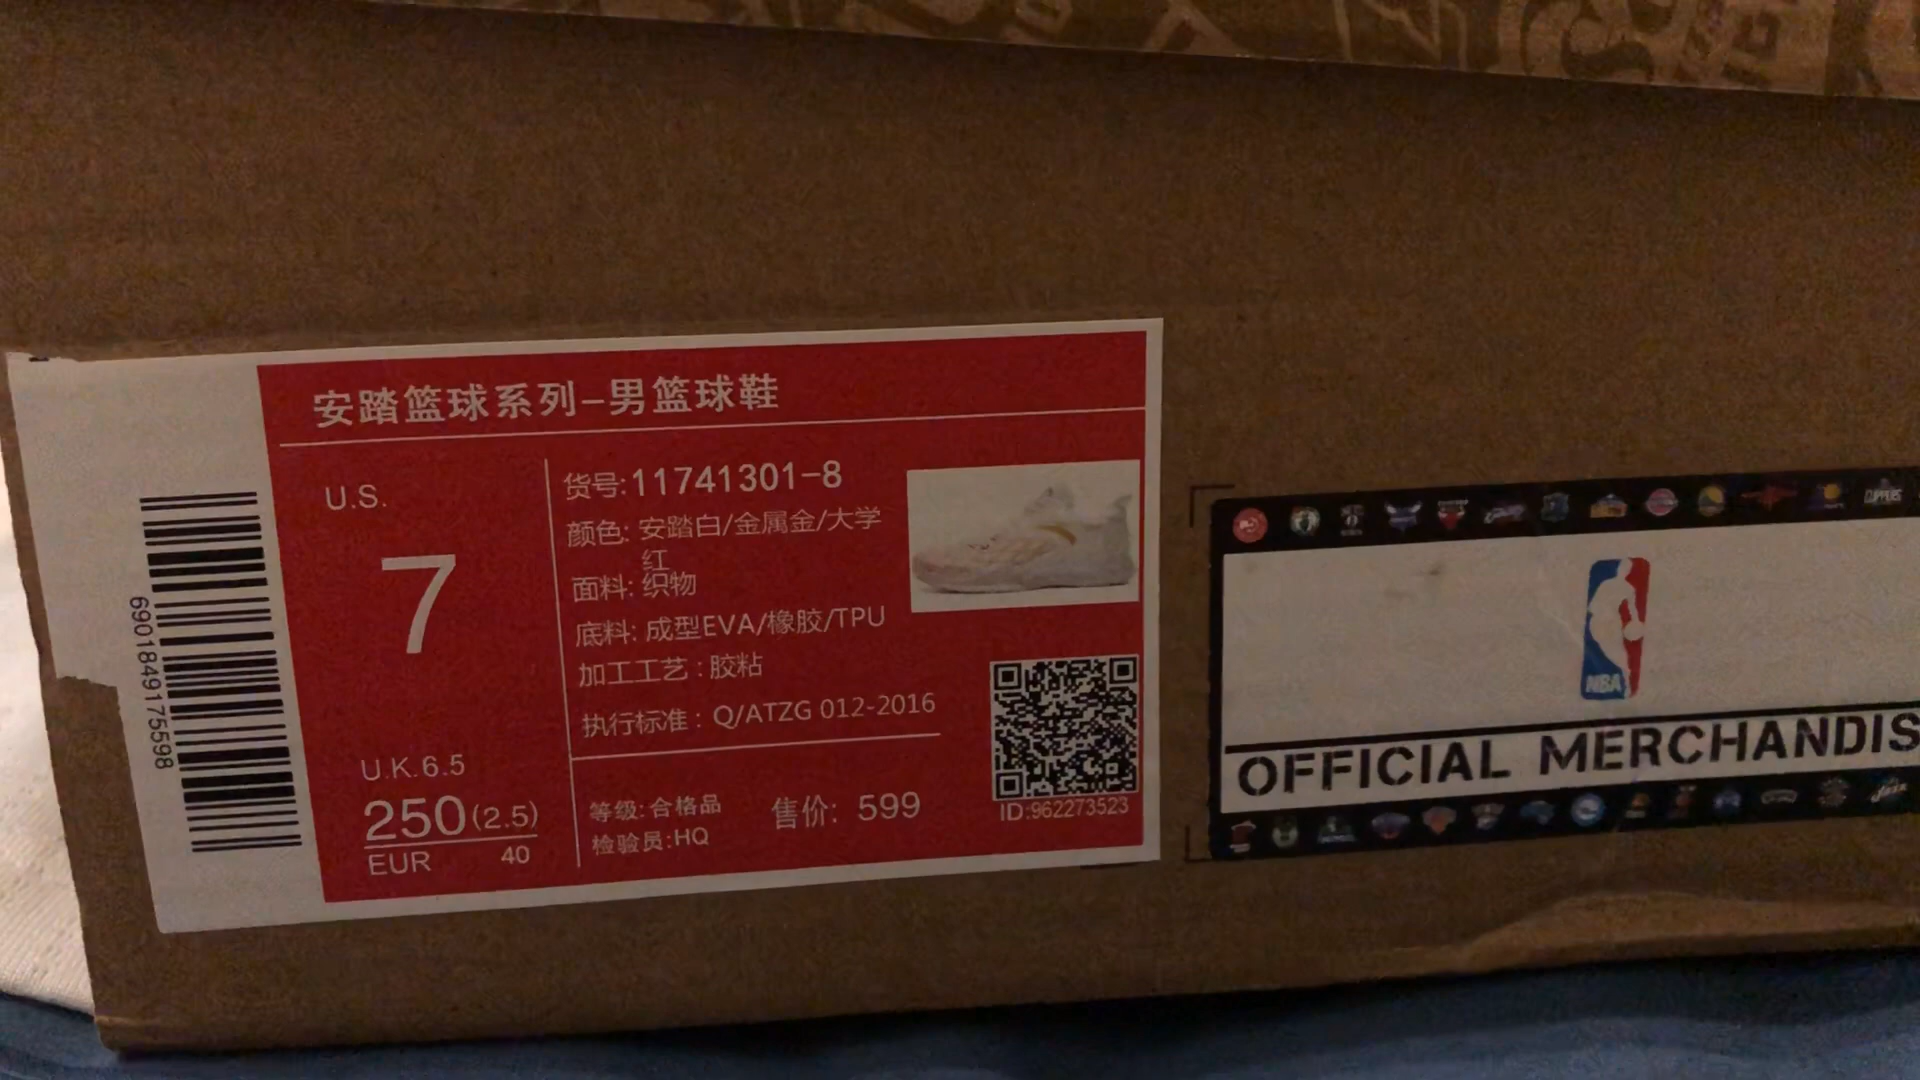 安踏篮球系列-男篮球鞋
U.S.
7
U.K.6.5
250(2.5)
EUR 40
货号:11741301-8
颜色: 安踏白/金属金/大学
红
面料: 织物
底料: 成型EVA/橡胶/TPU
加工工艺：胶粘
执行标准：Q/ATZG 012-2016
等级:合格品
检验员:HQ
售价: 599
ID:962273523
6901849175598
NBA
OFFICIAL MERCHANDIS
CLIPPERS
Jazz